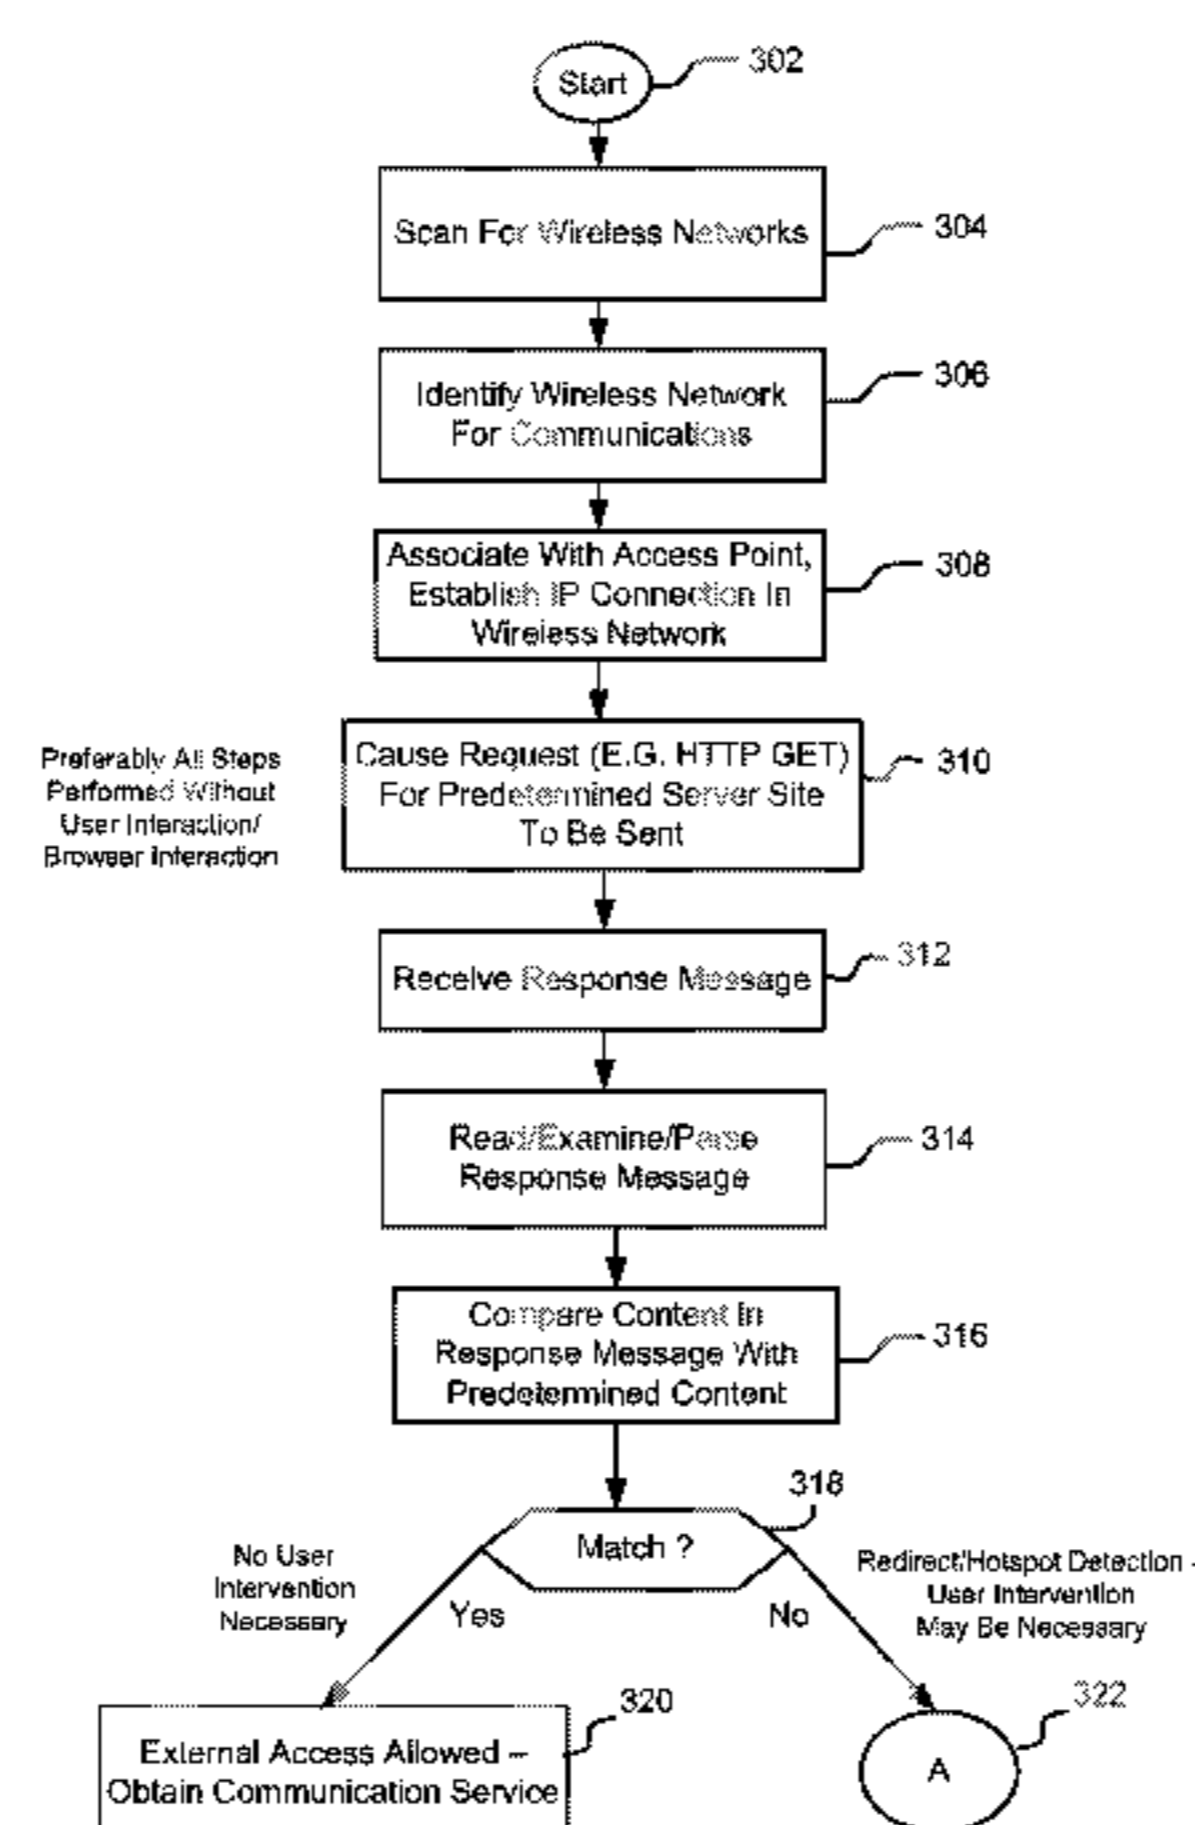 Start
302
Scan For Wireless Networks
304
Identify Wireless Network
For Communications
306
Associate With Access Point,
Establish IP Connection In
Wireless Network
308
Preferably All Steps
Performed Without
User Interaction/
Browser Interaction
Cause Request (E.G. HTTP GET)
For Predetermined Server Site
To Be Sent
310
Receive Response Message
312
Read/Examine/Parse
Response Message
314
Compare Content In
Response Message With
Predetermined Content
316
318
Match ?
No User
Intervention
Necessary
Yes
No
Redirect/Hotspot Detection -
User Intervention
May Be Necessary
320
External Access Allowed –
Obtain Communication Service
322
A